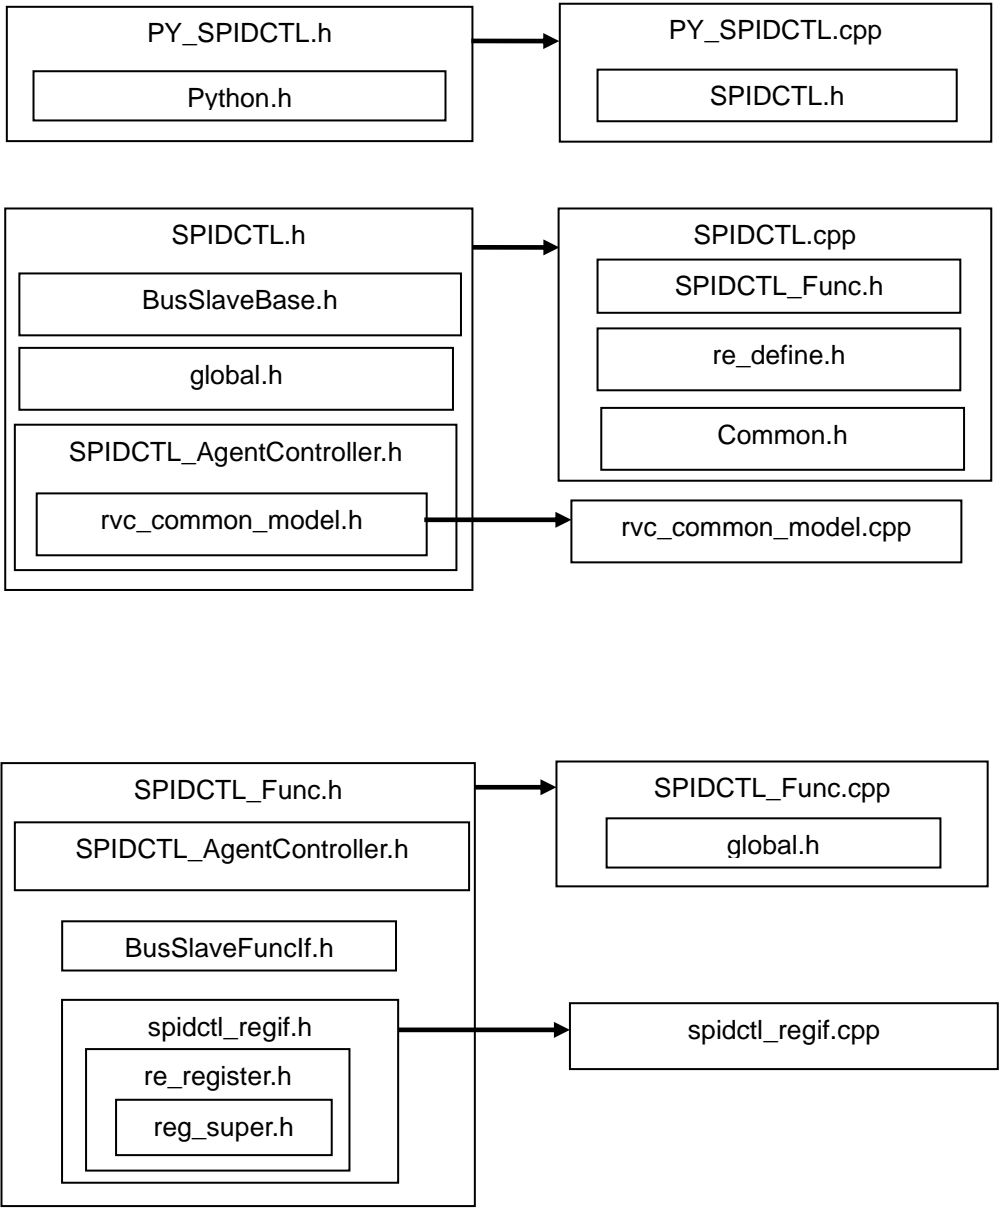 PY_SPIDCTL.h
Python.h
PY_SPIDCTL.cpp
SPIDCTL.h
SPIDCTL.h
BusSlaveBase.h
global.h
SPIDCTL_AgentController.h
rvc_common_model.h
SPIDCTL.cpp
SPIDCTL_Func.h
re_define.h
Common.h
rvc_common_model.cpp
SPIDCTL_Func.h
SPIDCTL_AgentController.h
BusSlaveFuncIf.h
spidctl_regif.h
re_register.h
reg_super.h
SPIDCTL_Func.cpp
global.h
spidctl_regif.cpp